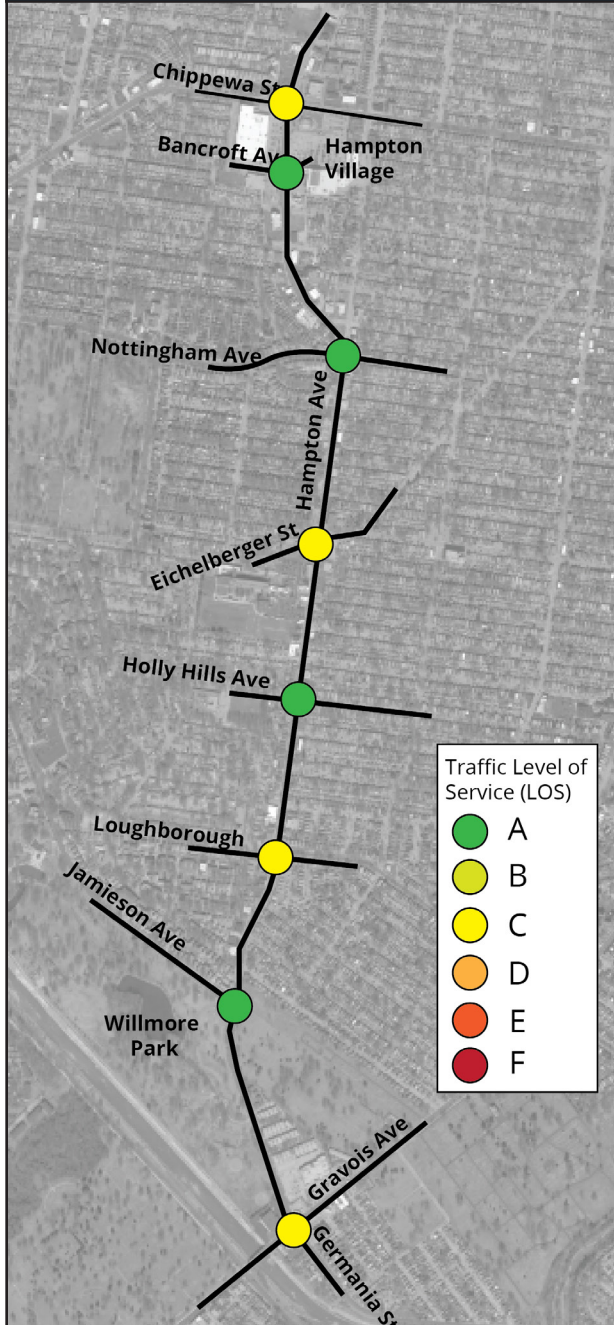 Chippewa St
Bancroft Av
Hampton
Village
Nottingham Ave
Hampton Ave
Eichelberger St
Holly Hills Ave
Traffic Level of
Service (LOS)
A
B
C
D
E
F
Loughborough
Jamieson Ave
Willmore
Park
Gravois Ave
Germania St